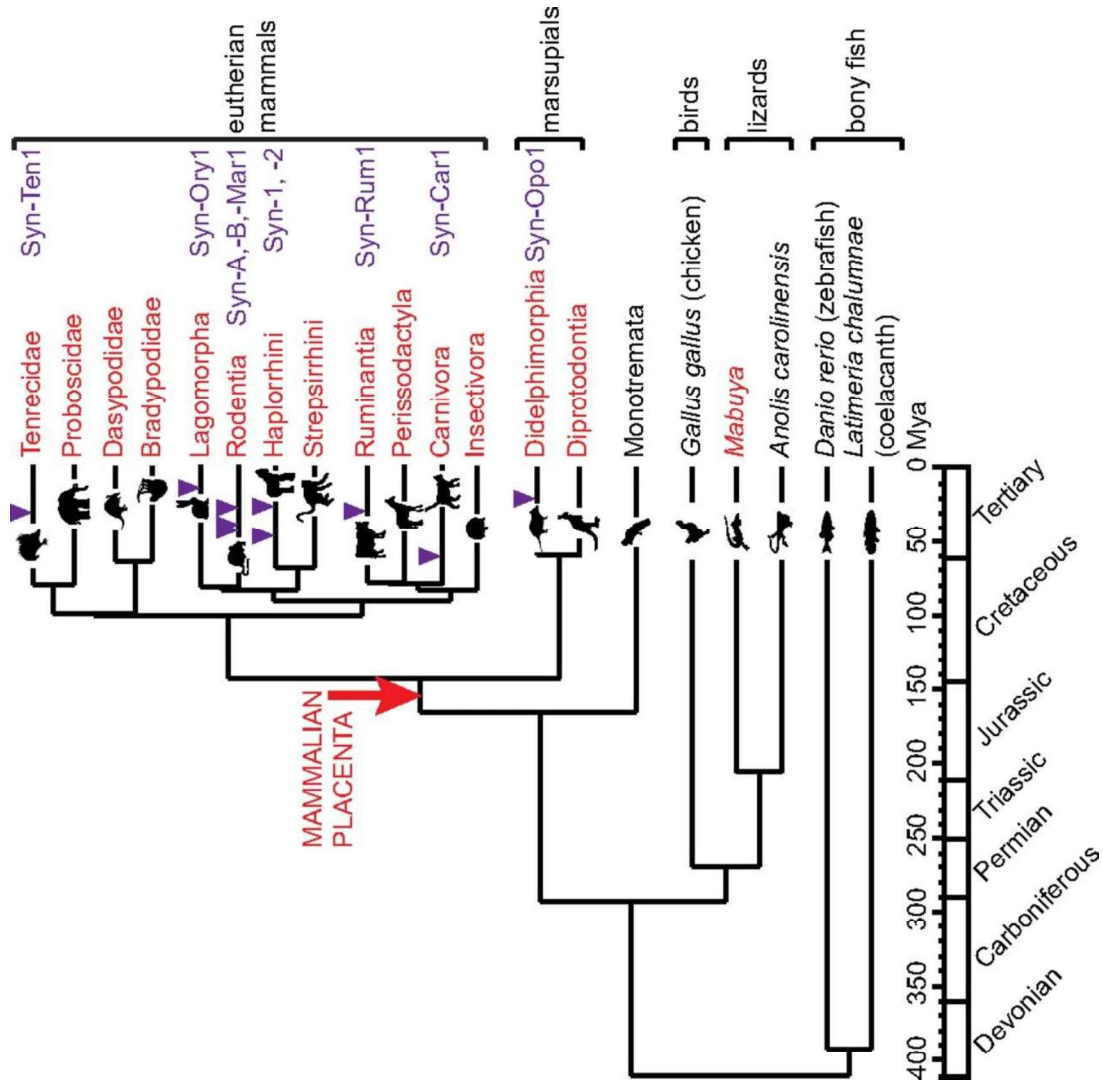 Tenrecidae
Syn-Ten1
Proboscidae
Dasypodidae
Bradypodidae
Lagomorpha
Syn-Ory1
Rodentia
Syn-A,-B,-Mar1
Haplorrhini
Syn-1, -2
Strepsirrhini
Ruminantia
Syn-Rum1
Perissodactyla
Carnivora
Syn-Car1
Insectivora
eutherian
mammals
Didelphimorphia
Syn-Opo1
Diprotodontia
marsupials
Monotremata
Gallus gallus (chicken)
birds
Mabuya
Anolis carolinensis
lizards
Danio rerio (zebrafish)
Latineria chalumnae
(coelacanth)
bony fish
MAMMALIAN
PLACENTA
0 Mya
50
100
150
200
250
300
350
400
Tertiary
Cretaceous
Jurassic
Triassic
Permian
Carboniferous
Devonian